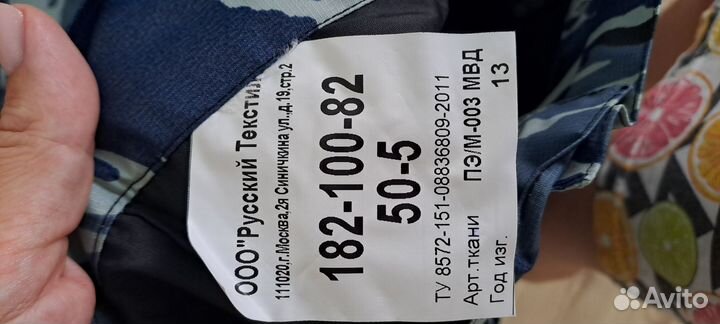 ООО"Русский Текстиль
111020,г.Москва,2я Синичкина ул.,д.19,стр.2
182-100-82
50-5
ТУ 8572-151-08836809-2011
Арт.ткани ПЭ/М-003 МВД
Год изг. 13
Avito